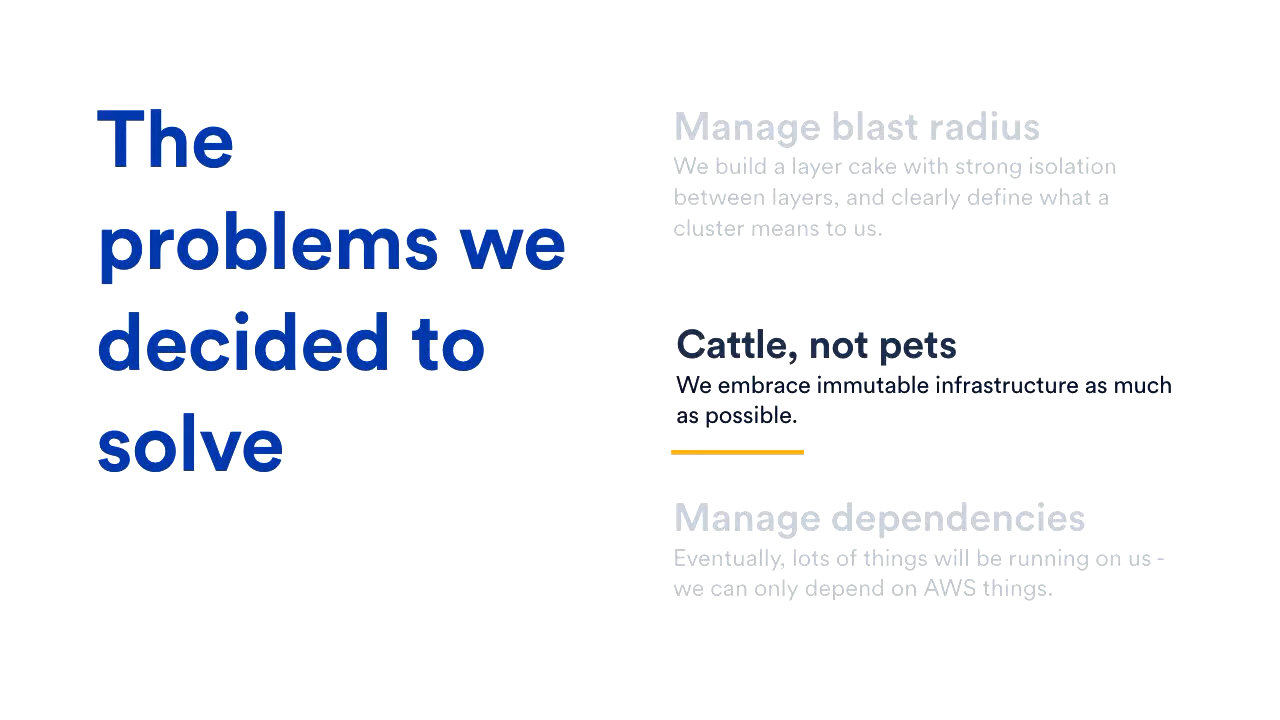 The
problems we
decided to
solve
Manage blast radius
We build a layer cake with strong isolation
between layers, and clearly define what a
cluster means to us.
Cattle, not pets
We embrace immutable infrastructure as much
as possible.
Manage dependencies
Eventually, lots of things will be running on us -
we can only depend on AWS things.